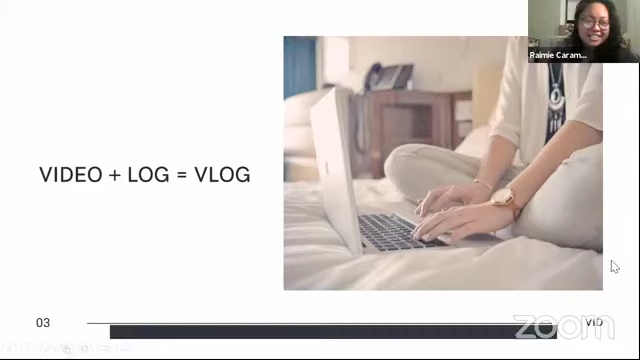 Raimie Caram...
VIDEO + LOG = VLOG
03
VID
zoom